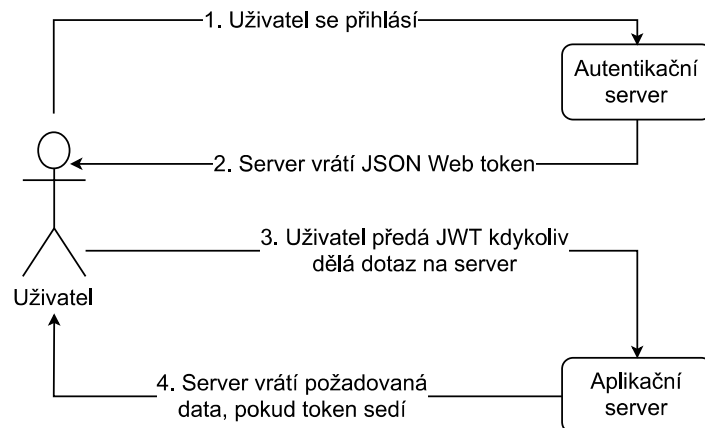 1. Uživatel se přihlásí
Autentikační
server
2. Server vrátí JSON Web token
3. Uživatel předá JWT kdykoliv
dělá dotaz na server
Uživatel
4. Server vrátí požadovaná
data, pokud token sedí
Aplikační
server